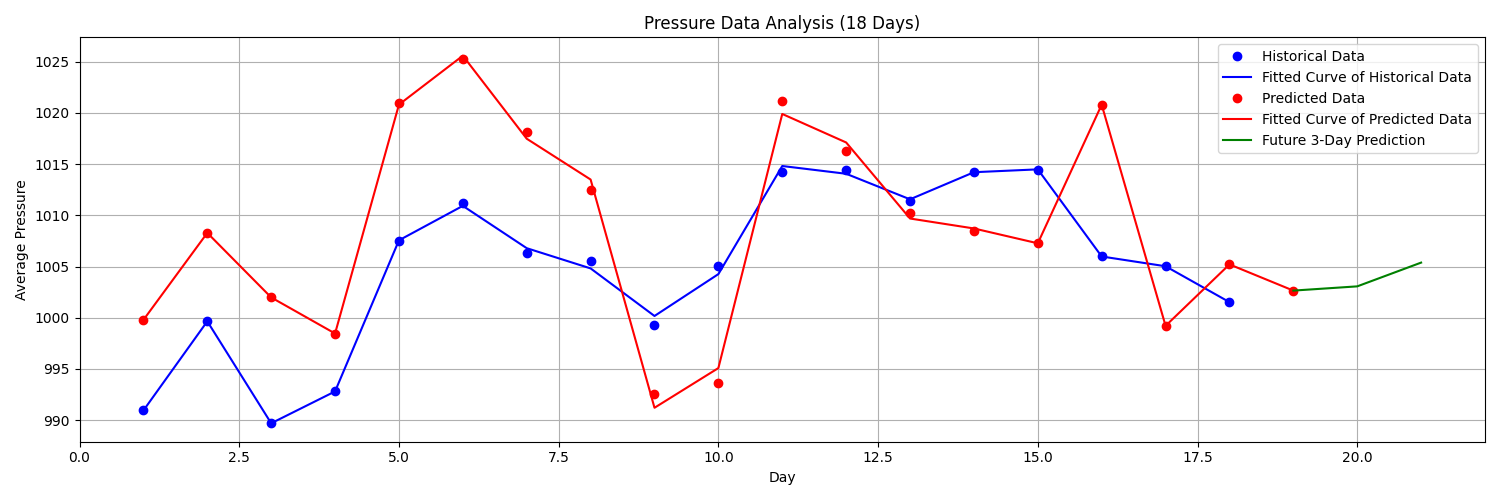 Pressure Data Analysis (18 Days)
Average Pressure
1025
1020
1015
1010
1005
1000
995
990
Historical Data
Fitted Curve of Historical Data
Predicted Data
Fitted Curve of Predicted Data
Future 3-Day Prediction
0.0 2.5 5.0 7.5 10.0 12.5 15.0 17.5 20.0
Day